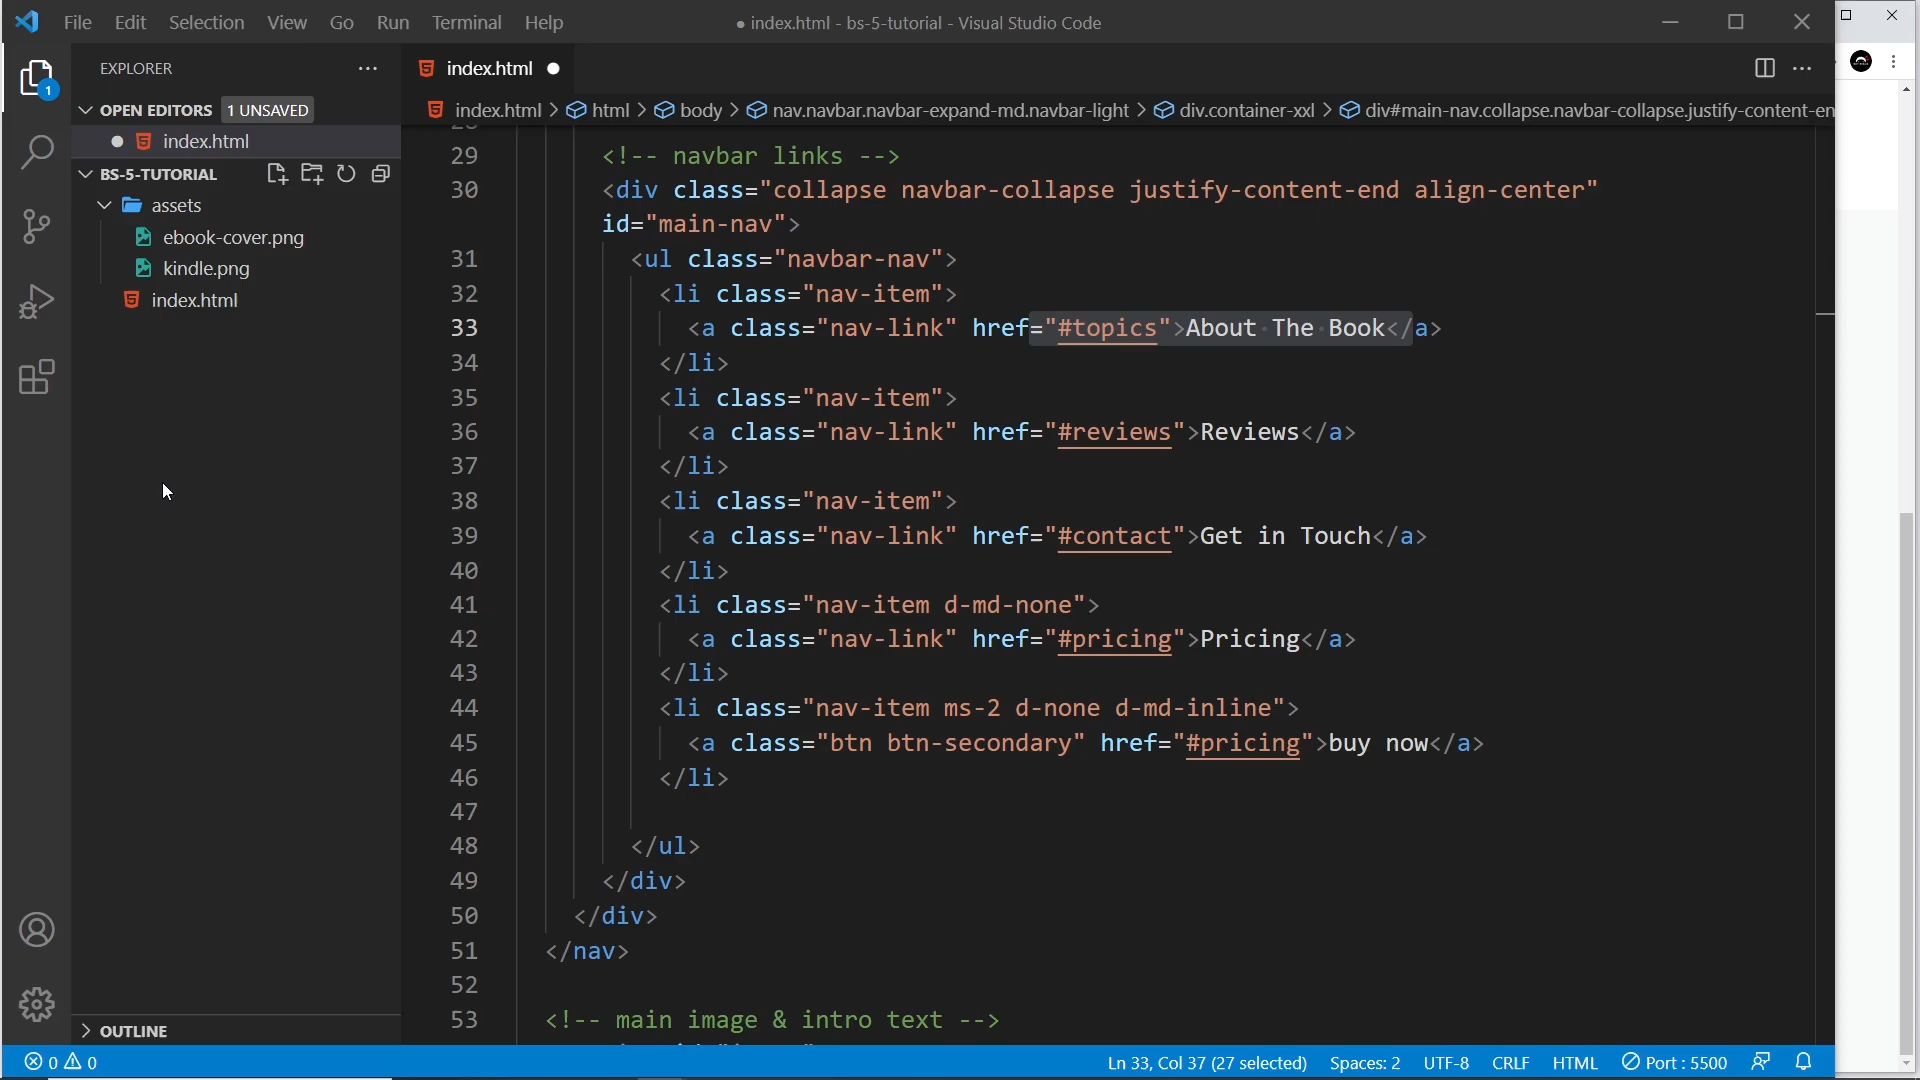 File Edit Selection View Go Run Terminal Help
● index.html - bs-5-tutorial - Visual Studio Code
EXPLORER
1
OPEN EDITORS 1 UNSAVED
index.html
BS-5-TUTORIAL
assets
ebook-cover.png
kindle.png
index.html
OUTLINE
index.html
index.html > html > body > nav.navbar.navbar-expand-md.navbar-light > div.container-xxl > div#main-nav.collapse.navbar-collapse.justify-content-en
29 <!-- navbar links -->
30 <div class="collapse navbar-collapse justify-content-end align-center"
id="main-nav">
31 <ul class="navbar-nav">
32 <li class="nav-item">
33 <a class="nav-link" href="#topics">About·The·Book</a>
34 </li>
35 <li class="nav-item">
36 <a class="nav-link" href="#reviews">Reviews</a>
37 </li>
38 <li class="nav-item">
39 <a class="nav-link" href="#contact">Get in Touch</a>
40 </li>
41 <li class="nav-item d-md-none">
42 <a class="nav-link" href="#pricing">Pricing</a>
43 </li>
44 <li class="nav-item ms-2 d-none d-md-inline">
45 <a class="btn btn-secondary" href="#pricing">buy now</a>
46 </li>
47
48 </ul>
49 </div>
50 </div>
51 </nav>
52
53 <!-- main image & intro text -->
0 0
Ln 33, Col 37 (27 selected) Spaces: 2 UTF-8 CRLF HTML Port : 5500